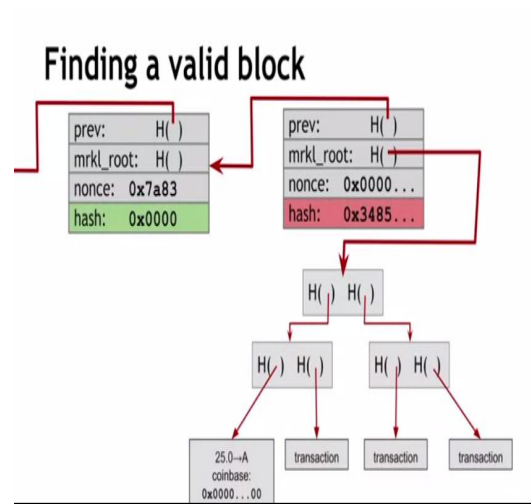 Finding a valid block
prev: H( )
mrkl_root: H( )
nonce: 0x7a83
hash: 0x0000
prev: H( )
mrkl_root: H( )
nonce: 0x0000...
hash: 0x3485...
H( ) H( )
H( ) H( )
H( ) H( )
25.0→A
coinbase:
0x0000...00
transaction
transaction
transaction